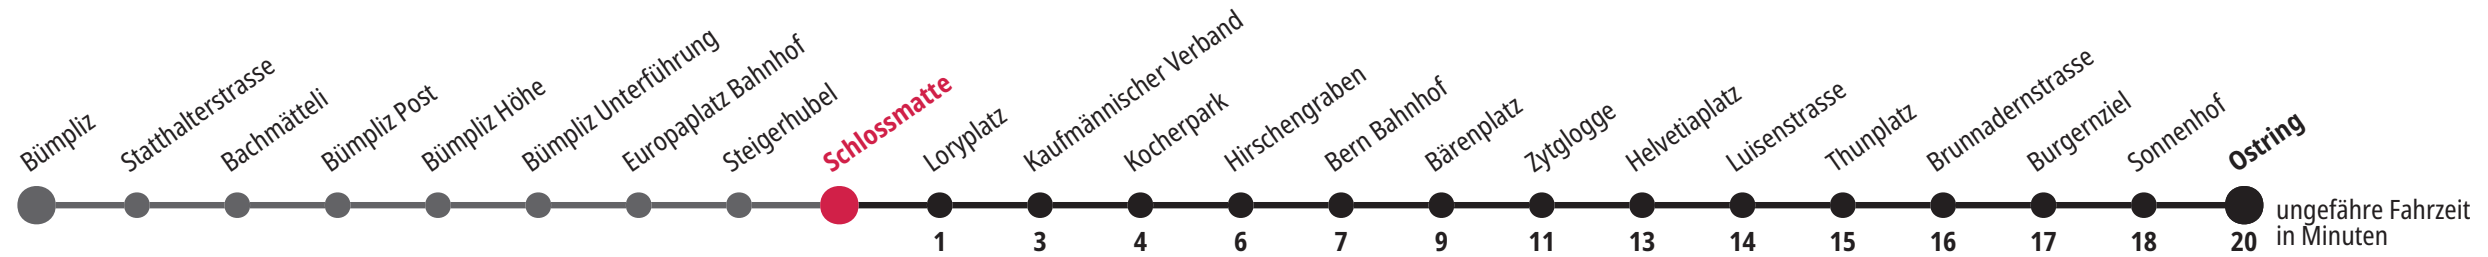 Bümpliz
Statthalterstrasse
Bachmätteli
Bümpliz Post
Bümpliz Höhe
Bümpliz Unterführung
Europaplatz Bahnhof
Steigerhubel
Schlossmatte
Loryplatz
Kaufmännischer Verband
Kocherpark
Hirschengraben
Bern Bahnhof
Bärenplatz
Zytglogge
Helvetiaplatz
Luisenstrasse
Thunplatz
Brunnadernstrasse
Burgernziel
Sonnenhof
Ostring
1 3 4 6 7 9 11 13 14 15 16 17 18 20
ungefähre Fahrzeit
in Minuten